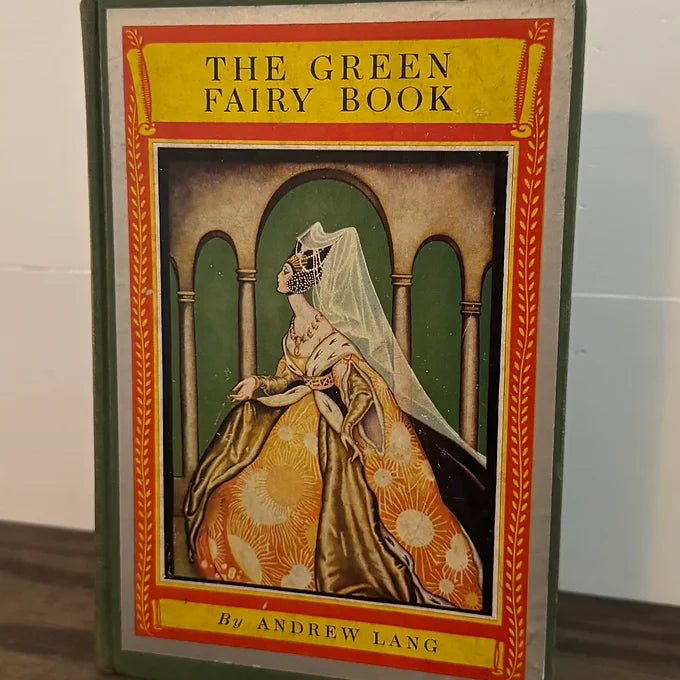 THE GREEN
FAIRY BOOK
By ANDREW LANG